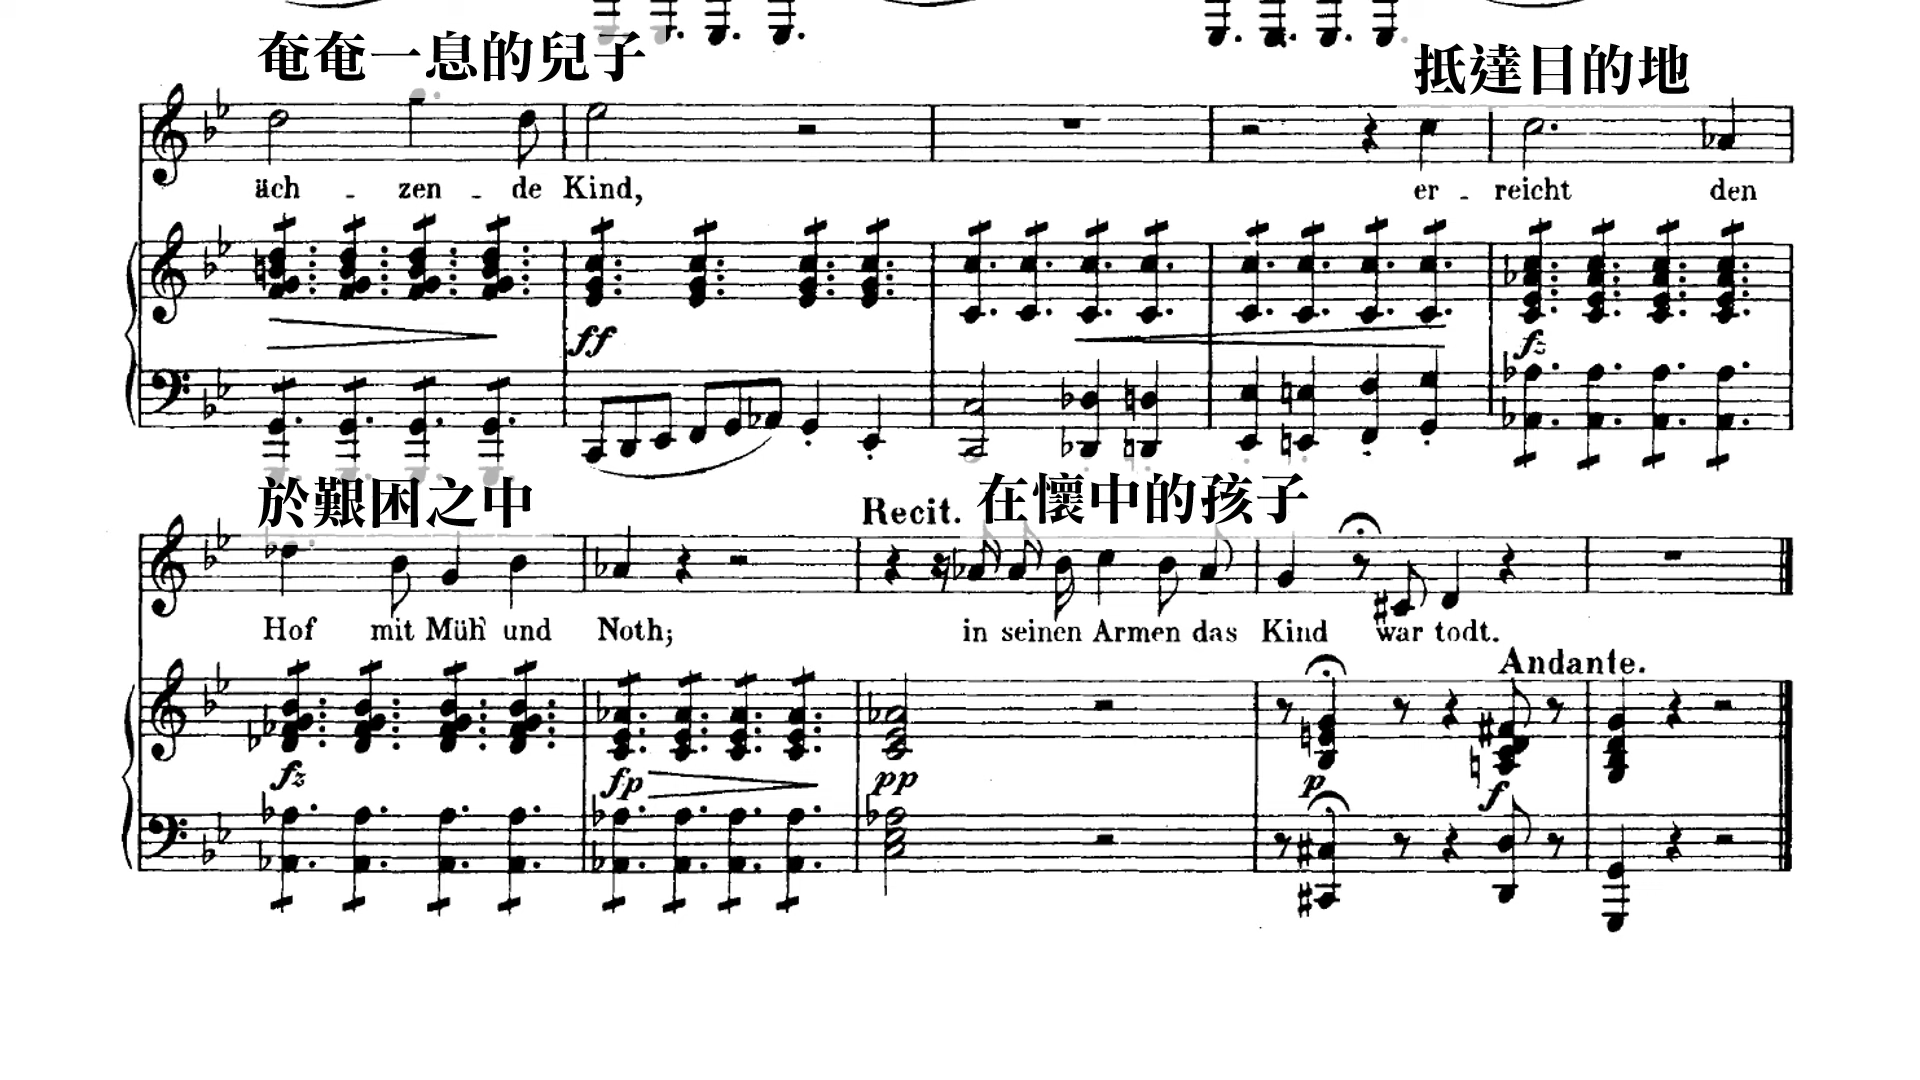 奄奄一息的兒子
抵達目的地
äch - zen - de Kind, er - reicht den
ff
fz
於艱困之中
Recit.
在懷中的孩子
Hof mit Müh' und Noth; in seinen Armen das Kind war todt.
Andante.
fz fp pp p f